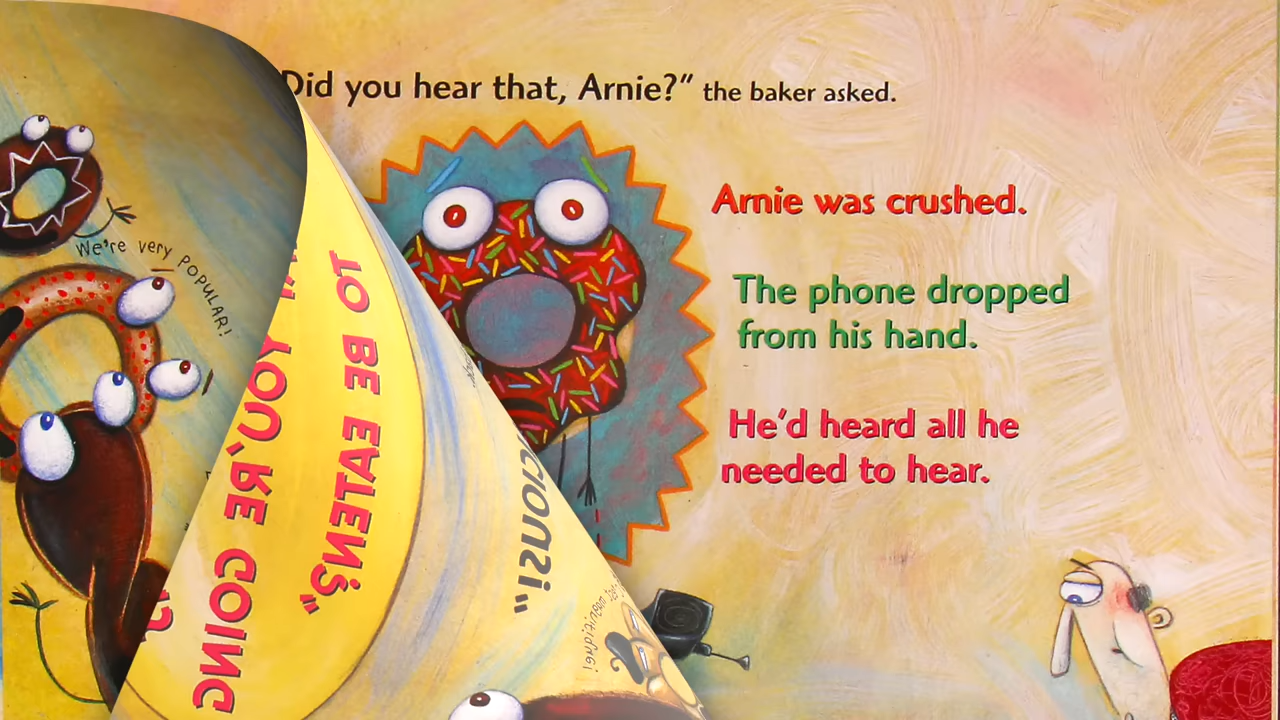 Did you hear that, Arnie?" the baker asked.
We're very POPULAR!
Arnie was crushed.
The phone dropped
from his hand.
He'd heard all he
needed to hear.
YOU'RE GOING
TO BE EATEN?"